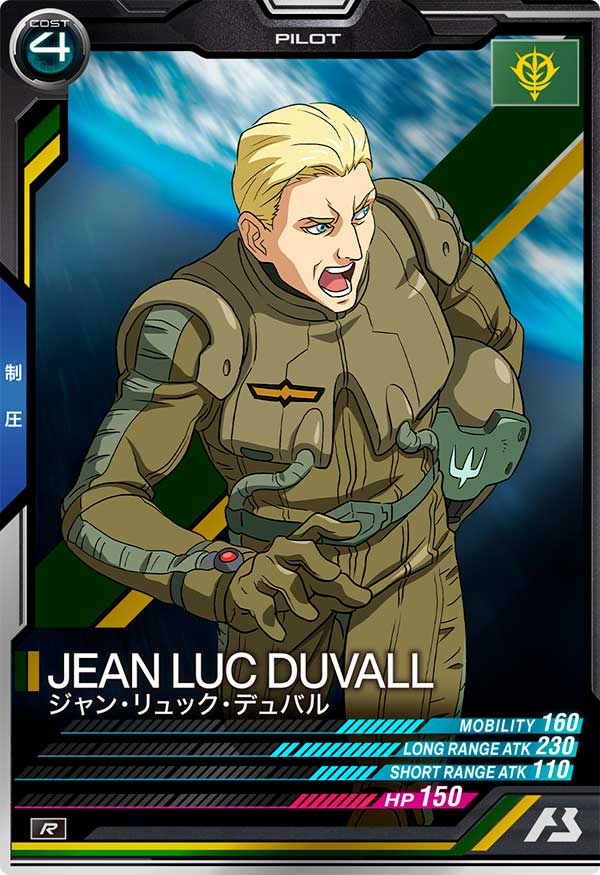 COST
4
PILOT
制圧
JEAN LUC DUVALL
ジャン・リュック・デュバル
MOBILITY 160
LONG RANGE ATK 230
SHORT RANGE ATK 110
HP 150
R